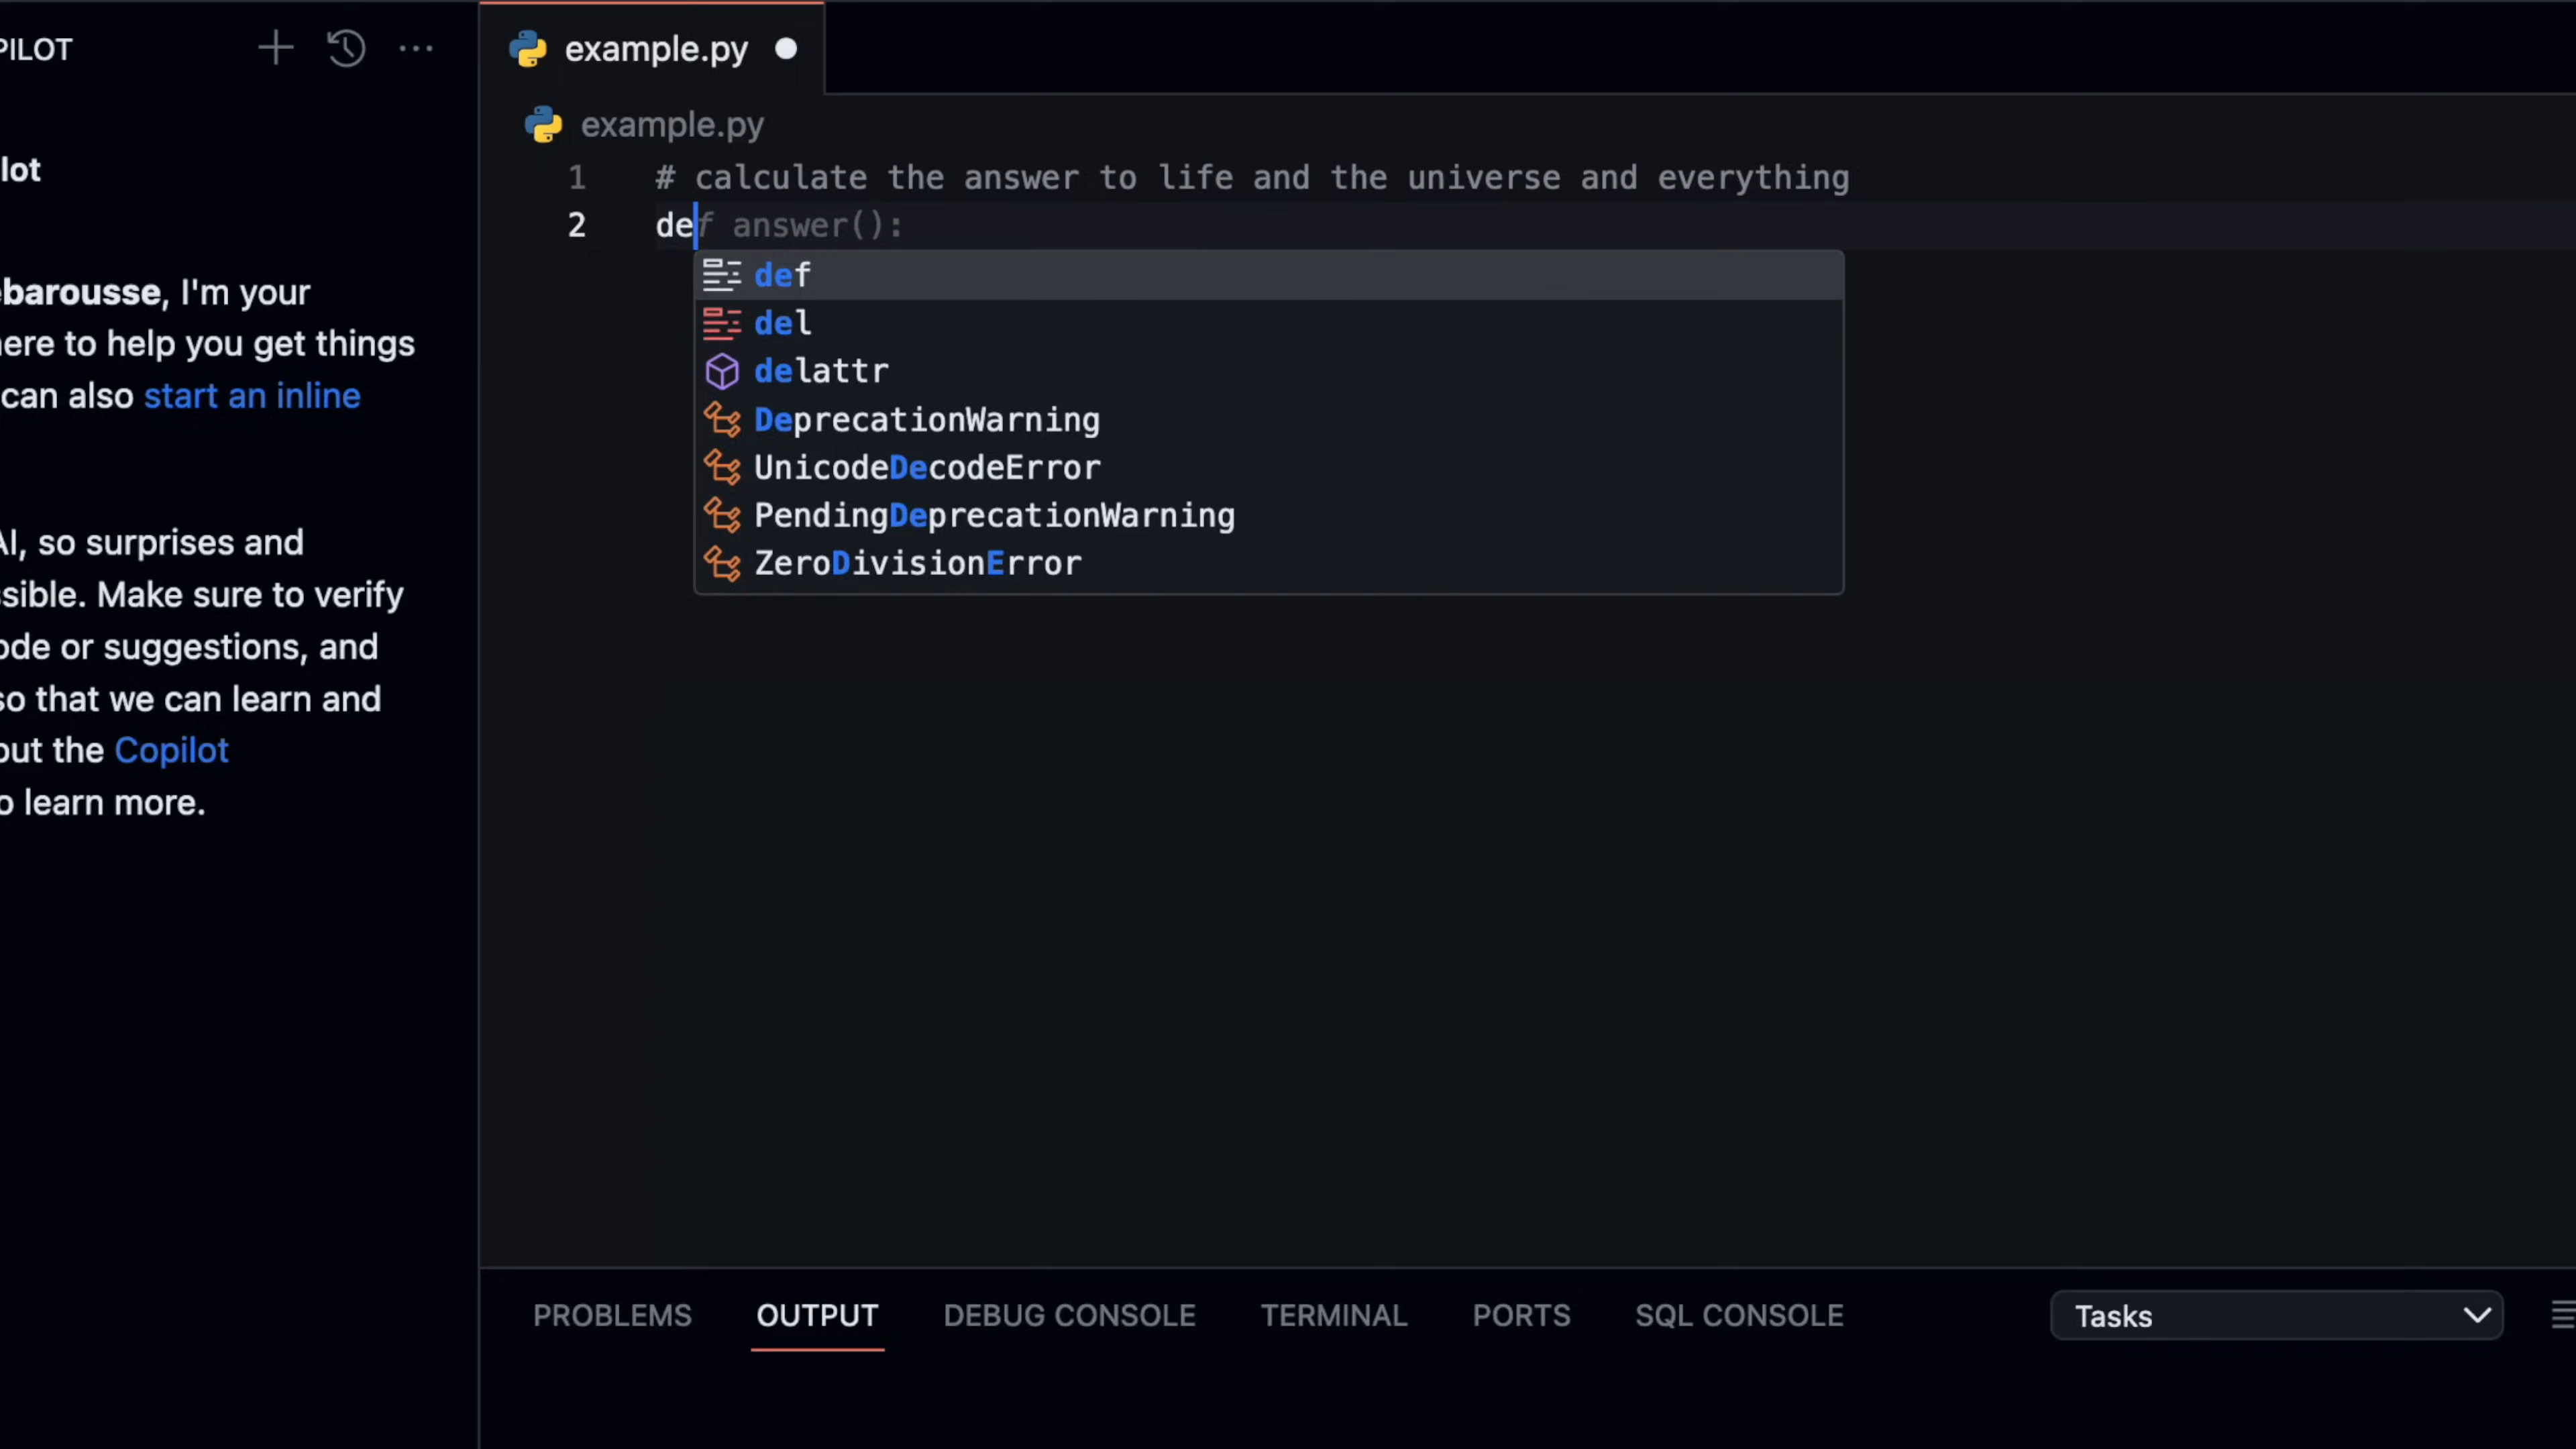 PILOT
lot
ebarousse, I'm your
here to help you get things
can also start an inline
AI, so surprises and
ssible. Make sure to verify
ode or suggestions, and
so that we can learn and
out the Copilot
o learn more.
example.py
example.py
1 # calculate the answer to life and the universe and everything
2 def answer():
def
del
delattr
DeprecationWarning
UnicodeDecodeError
PendingDeprecationWarning
ZeroDivisionError
PROBLEMS OUTPUT DEBUG CONSOLE TERMINAL PORTS SQL CONSOLE Tasks